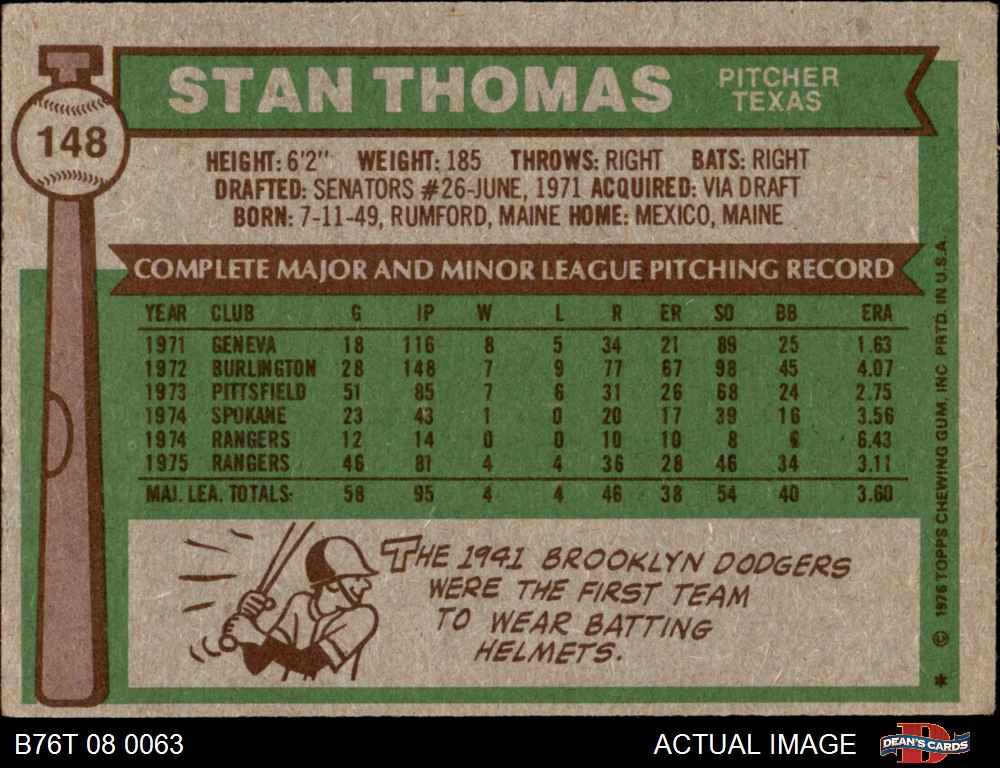 148
STAN THOMAS
PITCHER
TEXAS
HEIGHT: 6'2" WEIGHT: 185 THROWS: RIGHT BATS: RIGHT
DRAFTED: SENATORS #26-JUNE, 1971 ACQUIRED: VIA DRAFT
BORN: 7-11-49, RUMFORD, MAINE HOME: MEXICO, MAINE
COMPLETE MAJOR AND MINOR LEAGUE PITCHING RECORD
YEAR CLUB G IP W L R ER SO BB ERA
1971 GENEVA 18 116 8 5 34 21 89 25 1.63
1972 BURLINGTON 28 148 7 9 77 67 98 45 4.07
1973 PITTSFIELD 51 85 7 6 31 26 68 24 2.75
1974 SPOKANE 23 43 1 0 20 17 39 16 3.56
1974 RANGERS 12 14 0 0 10 10 8 6.43
1975 RANGERS 46 81 4 4 36 28 46 34 3.11
MAJ. LEA. TOTALS: 58 95 4 4 46 38 54 40 3.60
THE 1941 BROOKLYN DODGERS
WERE THE FIRST TEAM
TO WEAR BATTING
HELMETS.
* © 1976 TOPPS CHEWING GUM, INC PRTD. IN U.S.A.
B76T 08 0063
ACTUAL IMAGE
DEAN'S CARDS